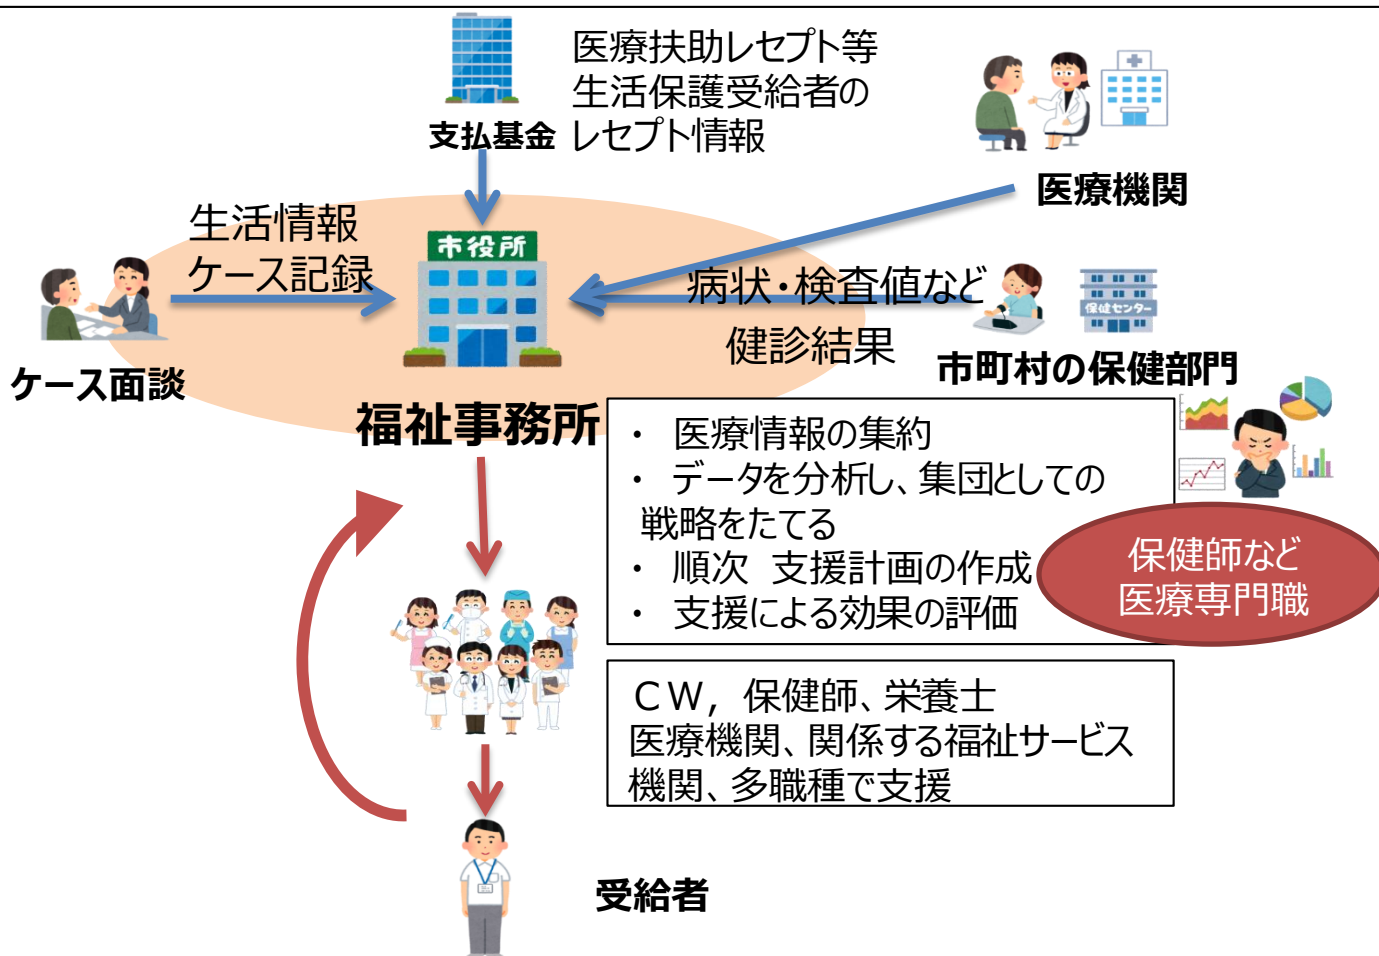 医療扶助レセプト等
生活保護受給者の
レセプト情報
支払基金
医療機関
生活情報
ケース記録
市役所
病状・検査値など
健診結果
保健センター
ケース面談
市町村の保健部門
福祉事務所
・ 医療情報の集約
・ データを分析し、集団としての
戦略をたてる
・ 順次 支援計画の作成
・ 支援による効果の評価
保健師など
医療専門職
CW, 保健師、栄養士
医療機関、関係する福祉サービス
機関、多職種で支援
受給者